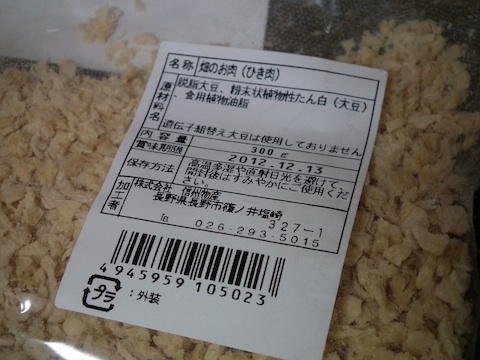 名称 畑のお肉（ひき肉）
原材料名
脱脂大豆、粉末状植物性たん白（大豆）
、食用植物油脂
遺伝子組替え大豆は使用しておりません
内容量 300g
賞味期限 2012.12.13
保存方法 高温多湿や直射日光を避けて、
開封後はすみやかにご使用くだ
さい。
加工者 株式会社 信州物産
長野県長野市篠ノ井塩崎
327-1
℡ 026-293-5015
4945959105023
プラ :外装